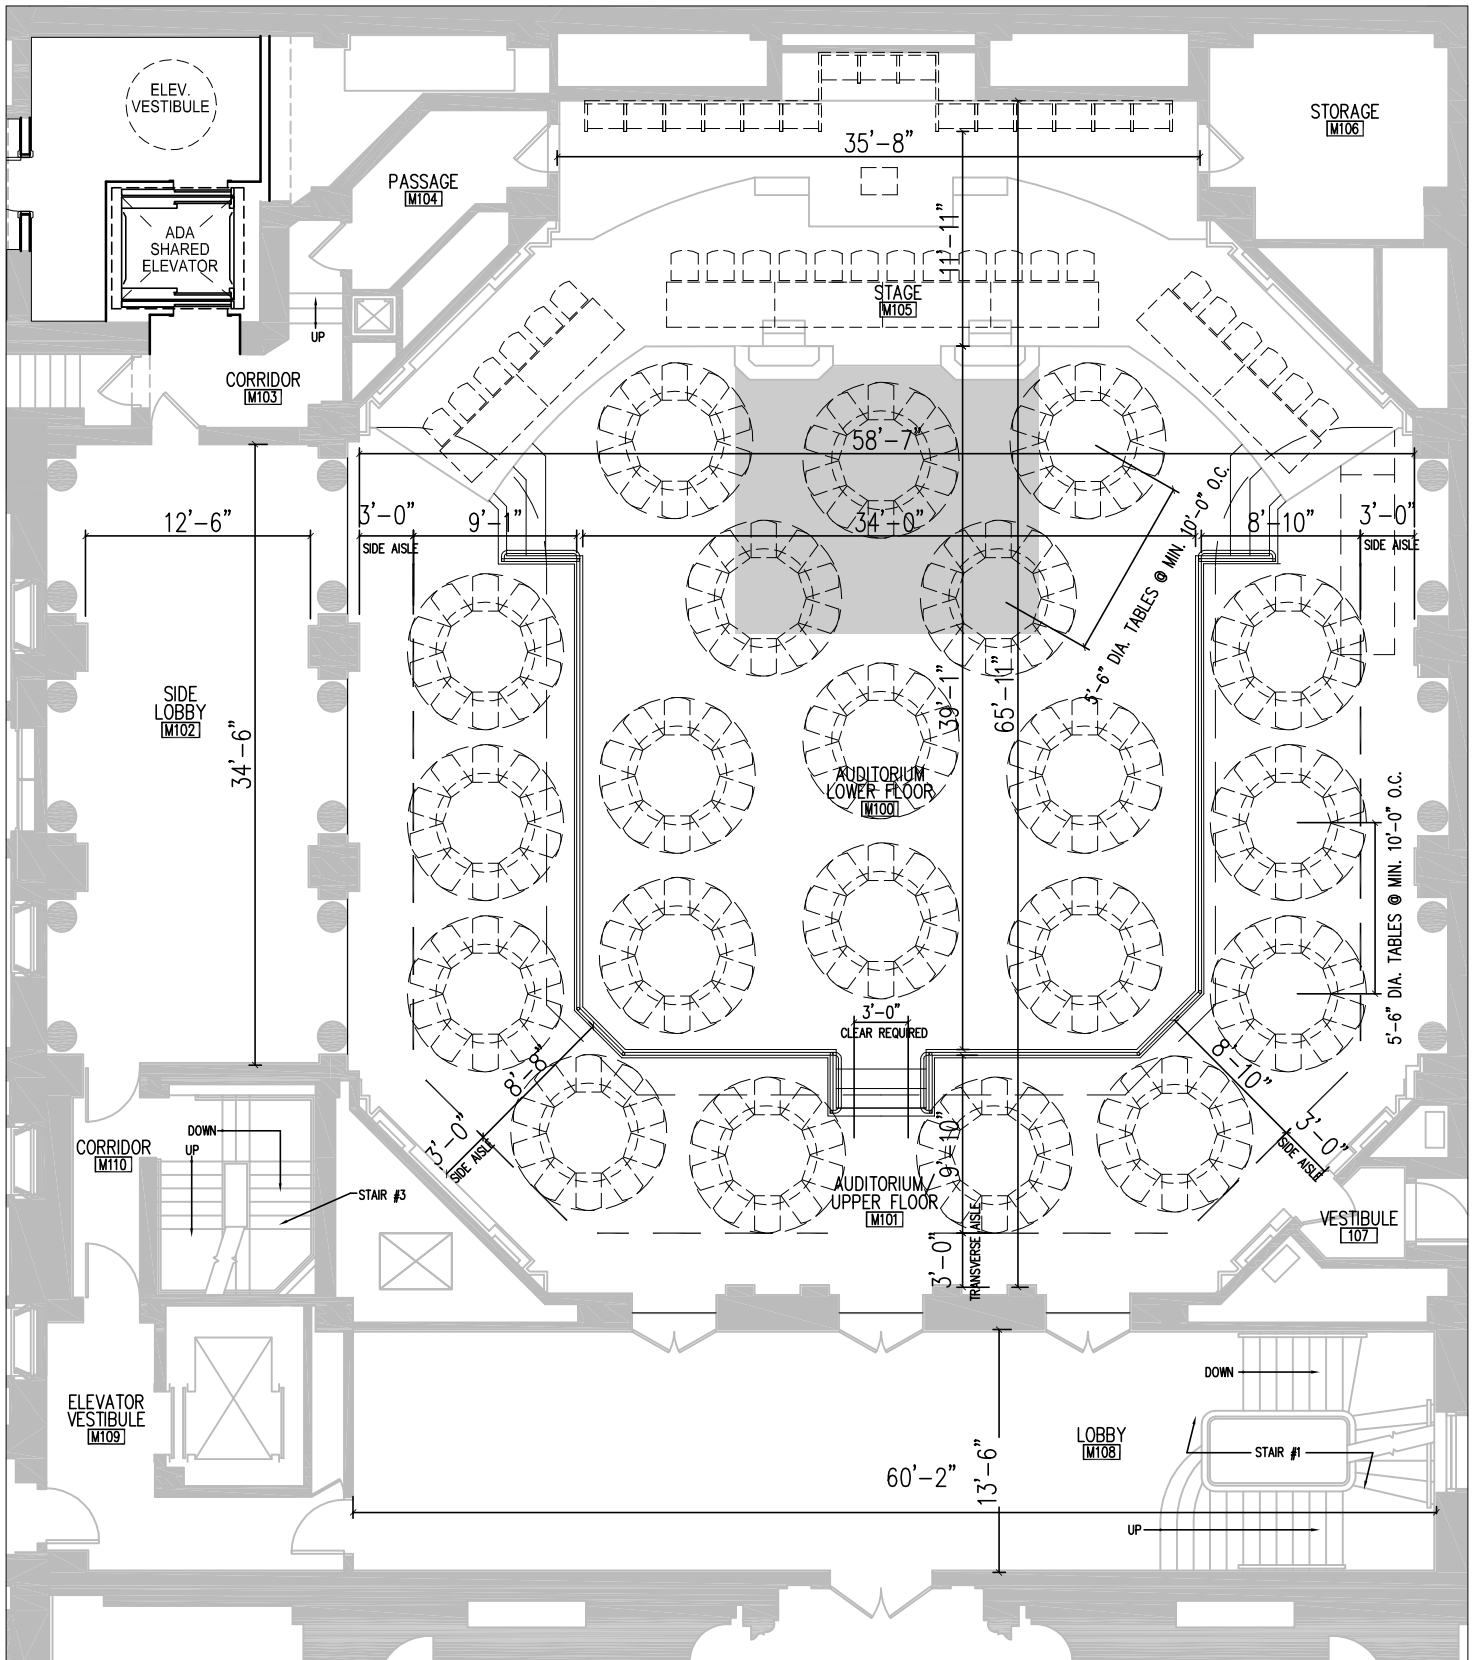 ELEV.
VESTIBULE
STORAGE
M106
35'-8"
PASSAGE
M104
ADA
SHARED
ELEVATOR
11'-11"
STAGE
M105
UP
CORRIDOR
M103
58'-7"
12'-6"
3'-0"
SIDE AISLE
9'-1"
34'-0"
8'-10"
3'-0"
SIDE AISLE
5'-6" DIA. TABLES @ MIN. 10'-0" O.C.
SIDE
LOBBY
M102
34'-6"
39'-1"
65'-11"
AUDITORIUM
LOWER FLOOR
M100
5'-6" DIA. TABLES @ MIN. 10'-0" O.C.
3'-0"
CLEAR REQUIRED
8'-8"
8'-10"
3'-0"
SIDE AISLE
3'-0"
SIDE AISLE
9'-10"
CORRIDOR
M110
DOWN
UP
STAIR #3
AUDITORIUM/
UPPER FLOOR
M101
VESTIBULE
107
3'-0"
TRANSVERSE AISLE
ELEVATOR
VESTIBULE
M109
DOWN
LOBBY
M108
STAIR #1
60'-2"
13'-6"
UP